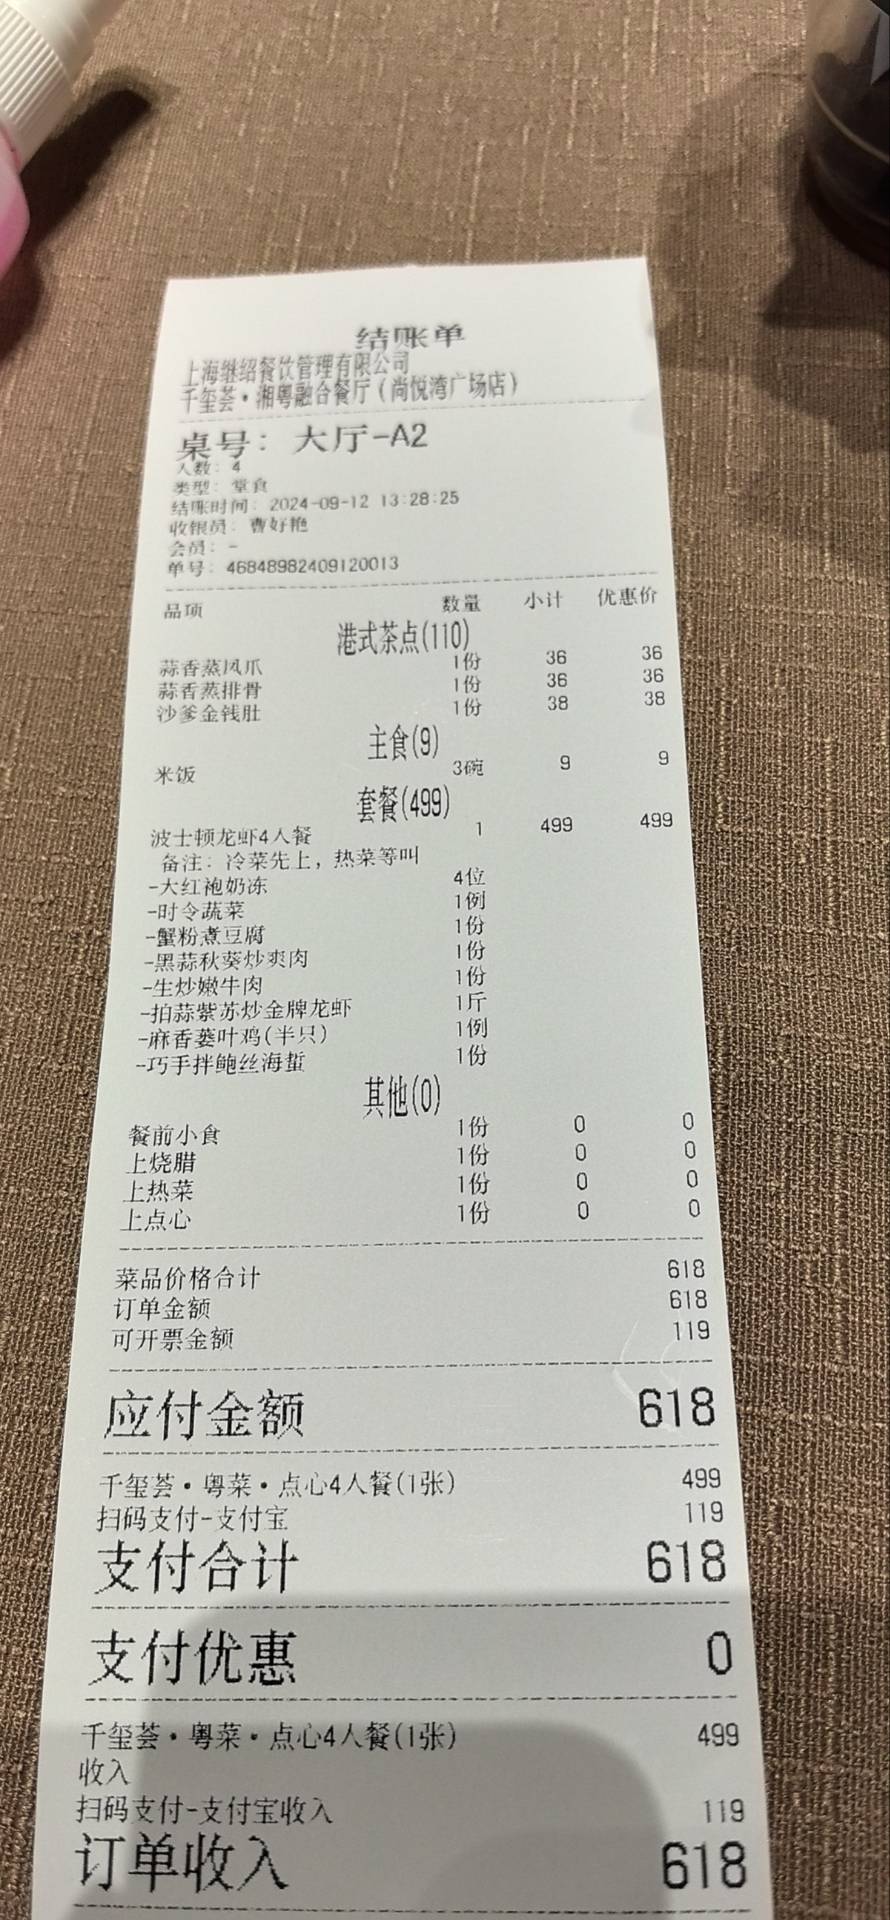 结账单
上海继绍餐饮管理有限公司
千玺荟·湘粤融合餐厅（尚悦湾广场店）
桌号: 大厅-A2
人数: 4
类型: 堂食
结账时间: 2024-09-12 13:28:25
收银员: 曹好艳
会员: -
单号: 46848982409120013
品项 数量 小计 优惠价
港式茶点(110)
蒜香蒸凤爪 1份 36 36
蒜香蒸排骨 1份 36 36
沙爹金钱肚 1份 38 38
主食(9)
米饭 3碗 9 9
套餐(499)
波士顿龙虾4人餐 1 499 499
备注: 冷菜先上，热菜等叫
-大红袍奶冻 4位
-时令蔬菜 1例
-蟹粉煮豆腐 1份
-黑蒜秋葵炒爽肉 1份
-生炒嫩牛肉 1份
-拍蒜紫苏炒金牌龙虾 1斤
-麻香蒌叶鸡(半只) 1例
-巧手拌鲍丝海蜇 1份
其他(0)
餐前小食 1份 0 0
上烧腊 1份 0 0
上热菜 1份 0 0
上点心 1份 0 0
菜品价格合计 618
订单金额 618
可开票金额 119
应付金额 618
千玺荟·粤菜·点心4人餐(1张) 499
扫码支付-支付宝 119
支付合计 618
支付优惠 0
千玺荟·粤菜·点心4人餐(1张) 499
收入
扫码支付-支付宝收入 119
订单收入 618